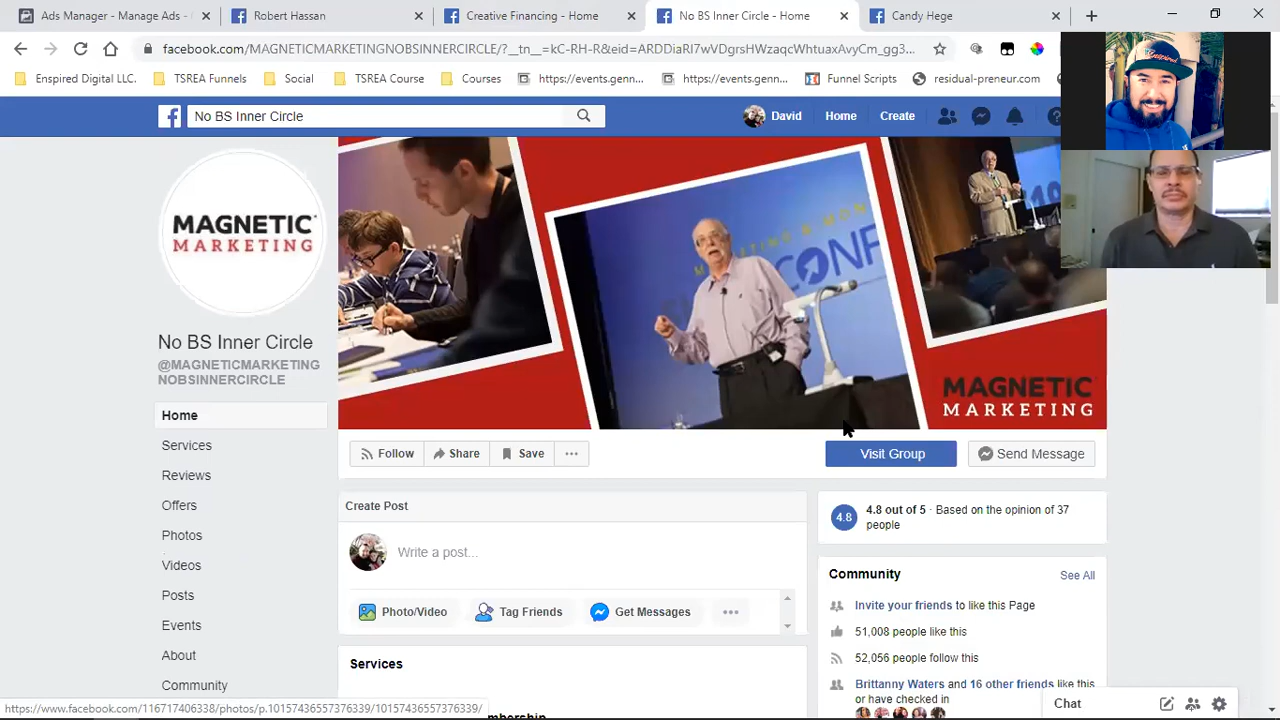 Ads Manager - Manage Ads -
Robert Hassan
Creative Financing - Home
No BS Inner Circle - Home
Candy Hege
facebook.com/MAGNETICMARKETINGNOBSINNERCIRCLE/?__tn__=kC-RH-R&eid=ARDDiaRI7wVDgrsHWzaqcWhtuaxAvyCm_gg3...
Enspired Digital LLC.
TSREA Funnels
Social
TSREA Course
Courses
https://events.genn...
https://events.genn...
Funnel Scripts
residual-preneur.com
No BS Inner Circle
David
Home
Create
MAGNETIC
MARKETING
CONF
MAGNETIC
MARKETING
No BS Inner Circle
@MAGNETICMARKETING
NOBSINNERCIRCLE
Home
Services
Reviews
Offers
Photos
Videos
Posts
Events
About
Community
Follow
Share
Save
...
Visit Group
Send Message
Create Post
Write a post...
Photo/Video
Tag Friends
Get Messages
Services
4.8
4.8 out of 5 · Based on the opinion of 37
people
Community
See All
Invite your friends to like this Page
51,008 people like this
52,056 people follow this
Brittanny Waters and 16 other friends like this
or have checked in
Chat
https://www.facebook.com/116717406338/photos/p.10157436557376339/10157436557376339/